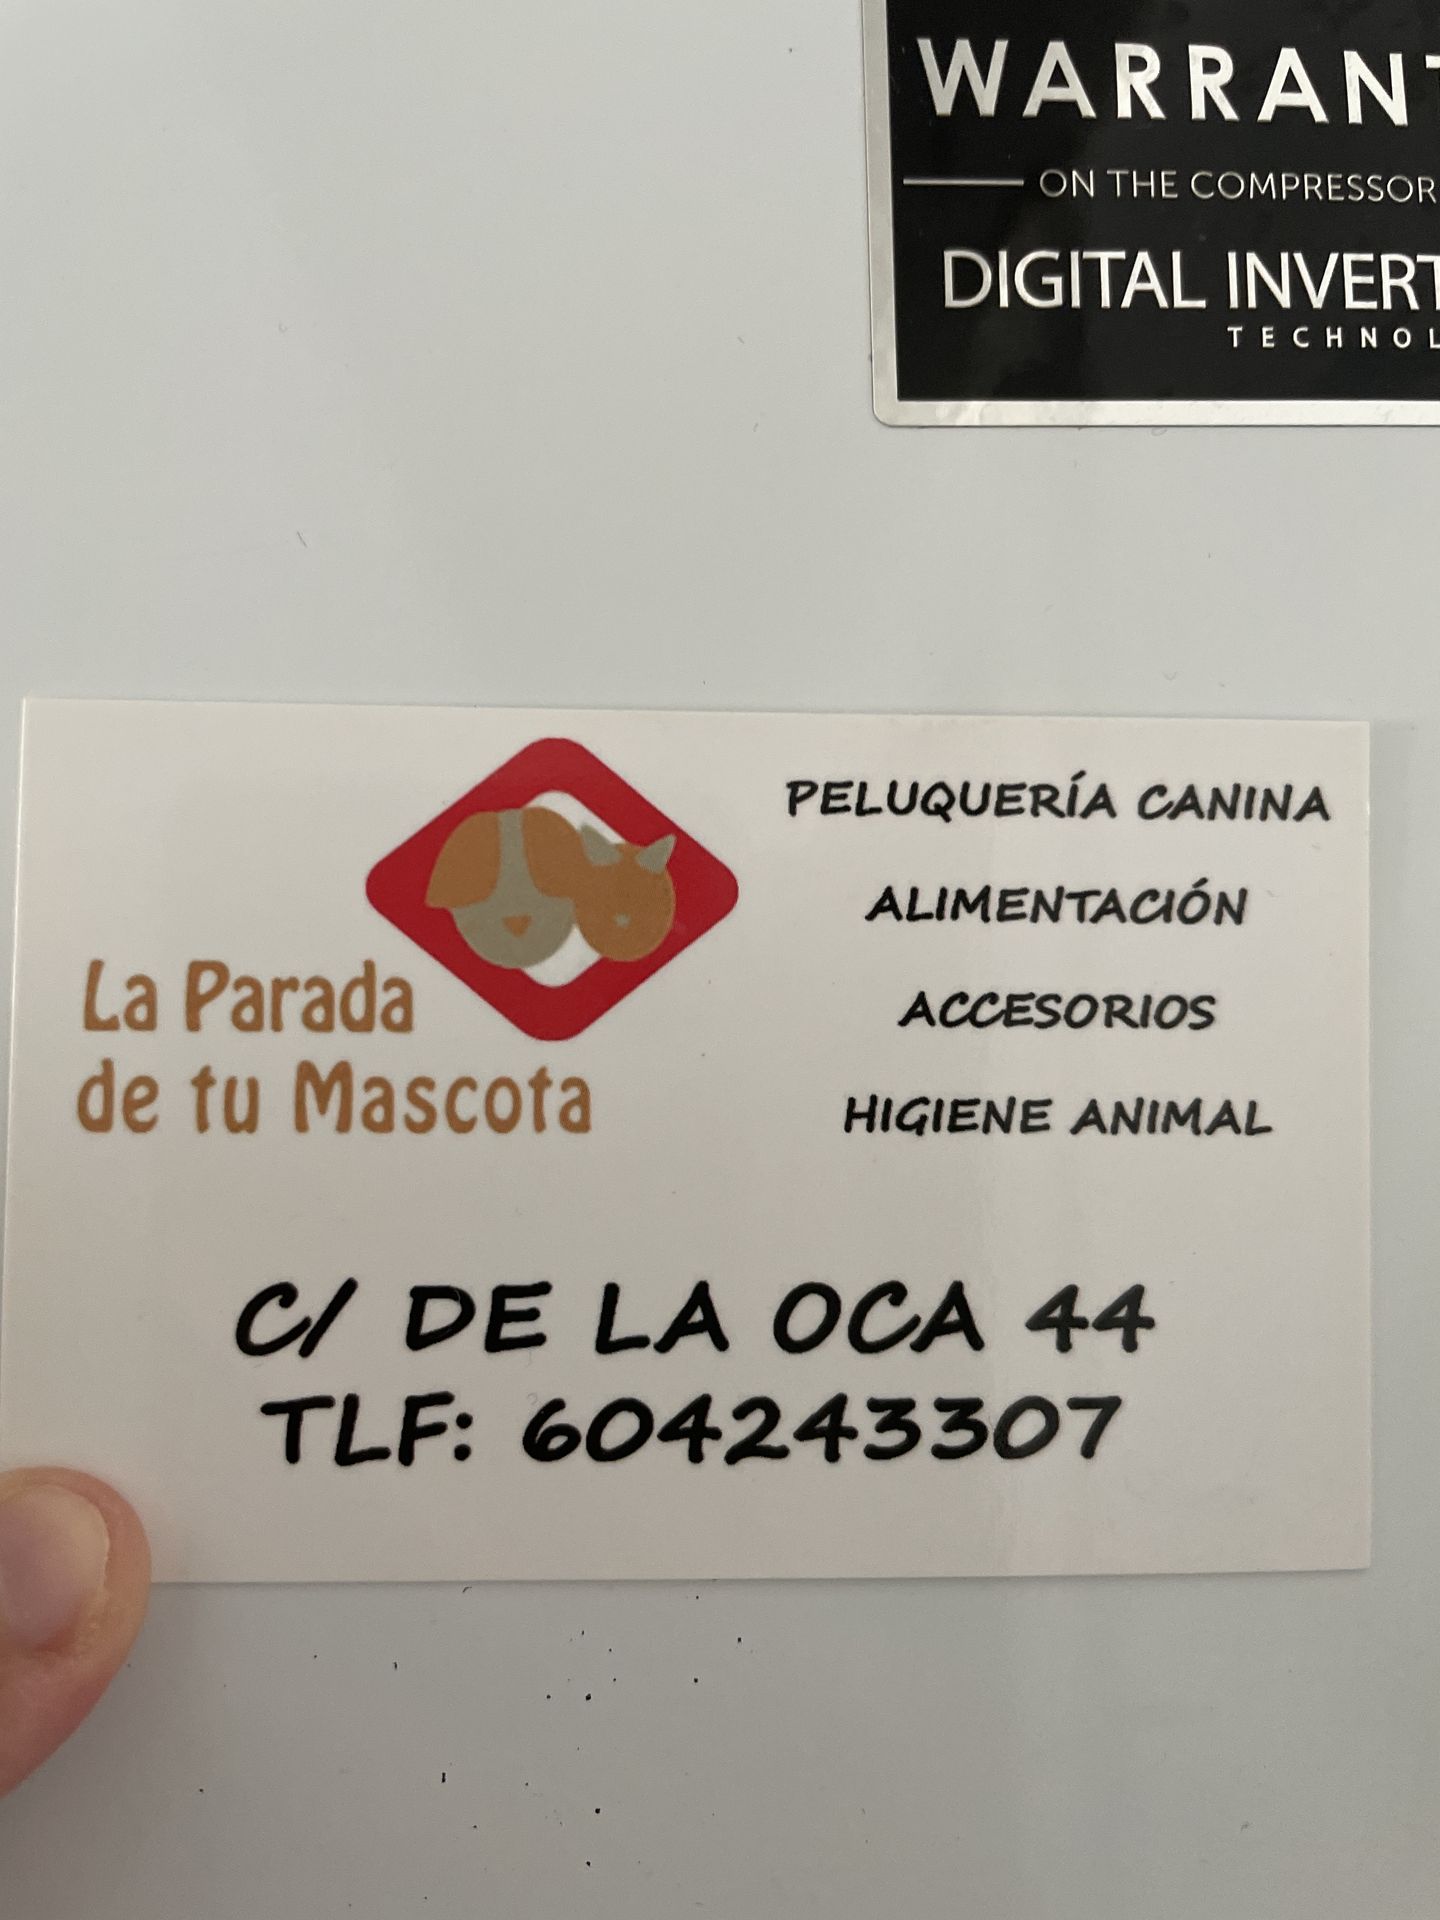 WARRANT
ON THE COMPRESSOR
DIGITAL INVERT
TECHNOL
La Parada
de tu Mascota
PELUQUERÍA CANINA
ALIMENTACIÓN
ACCESORIOS
HIGIENE ANIMAL
C/ DE LA OCA 44
TLF: 604243307